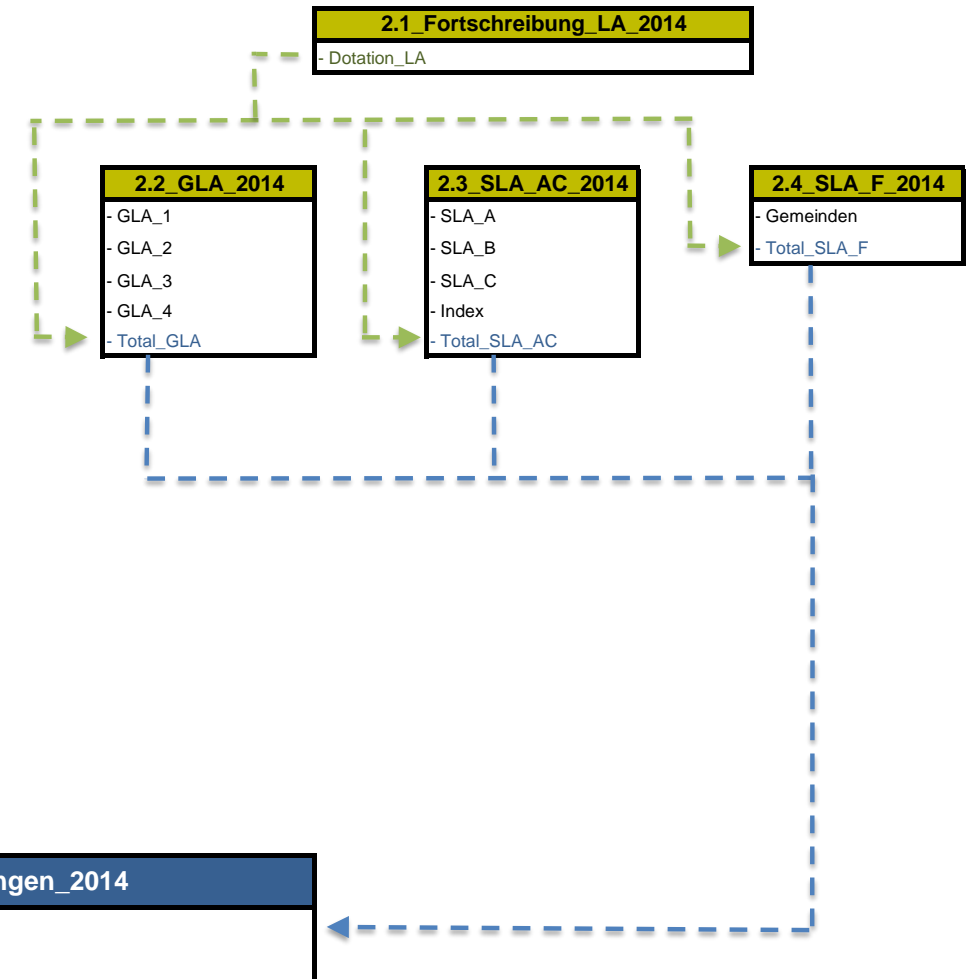 2.1_Fortschreibung_LA_2014
- Dotation_LA
2.2_GLA_2014
- GLA_1
- GLA_2
- GLA_3
- GLA_4
- Total_GLA
2.3_SLA_AC_2014
- SLA_A
- SLA_B
- SLA_C
- Index
- Total_SLA_AC
2.4_SLA_F_2014
- Gemeinden
- Total_SLA_F
ngen_2014